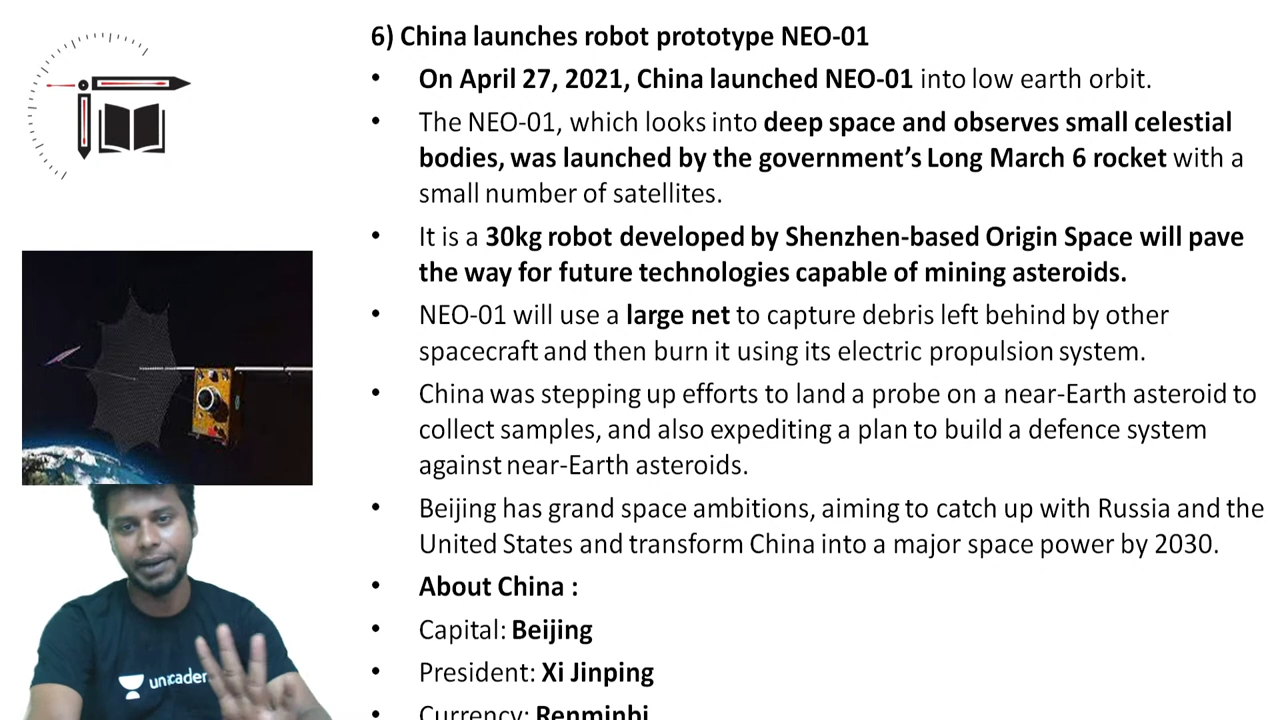 6) China launches robot prototype NEO-01
• On April 27, 2021, China launched NEO-01 into low earth orbit.
• The NEO-01, which looks into deep space and observes small celestial
bodies, was launched by the government’s Long March 6 rocket with a
small number of satellites.
• It is a 30kg robot developed by Shenzhen-based Origin Space will pave
the way for future technologies capable of mining asteroids.
• NEO-01 will use a large net to capture debris left behind by other
spacecraft and then burn it using its electric propulsion system.
• China was stepping up efforts to land a probe on a near-Earth asteroid to
collect samples, and also expediting a plan to build a defence system
against near-Earth asteroids.
• Beijing has grand space ambitions, aiming to catch up with Russia and the
United States and transform China into a major space power by 2030.
• About China :
• Capital: Beijing
• President: Xi Jinping
• Currency: Renminbi